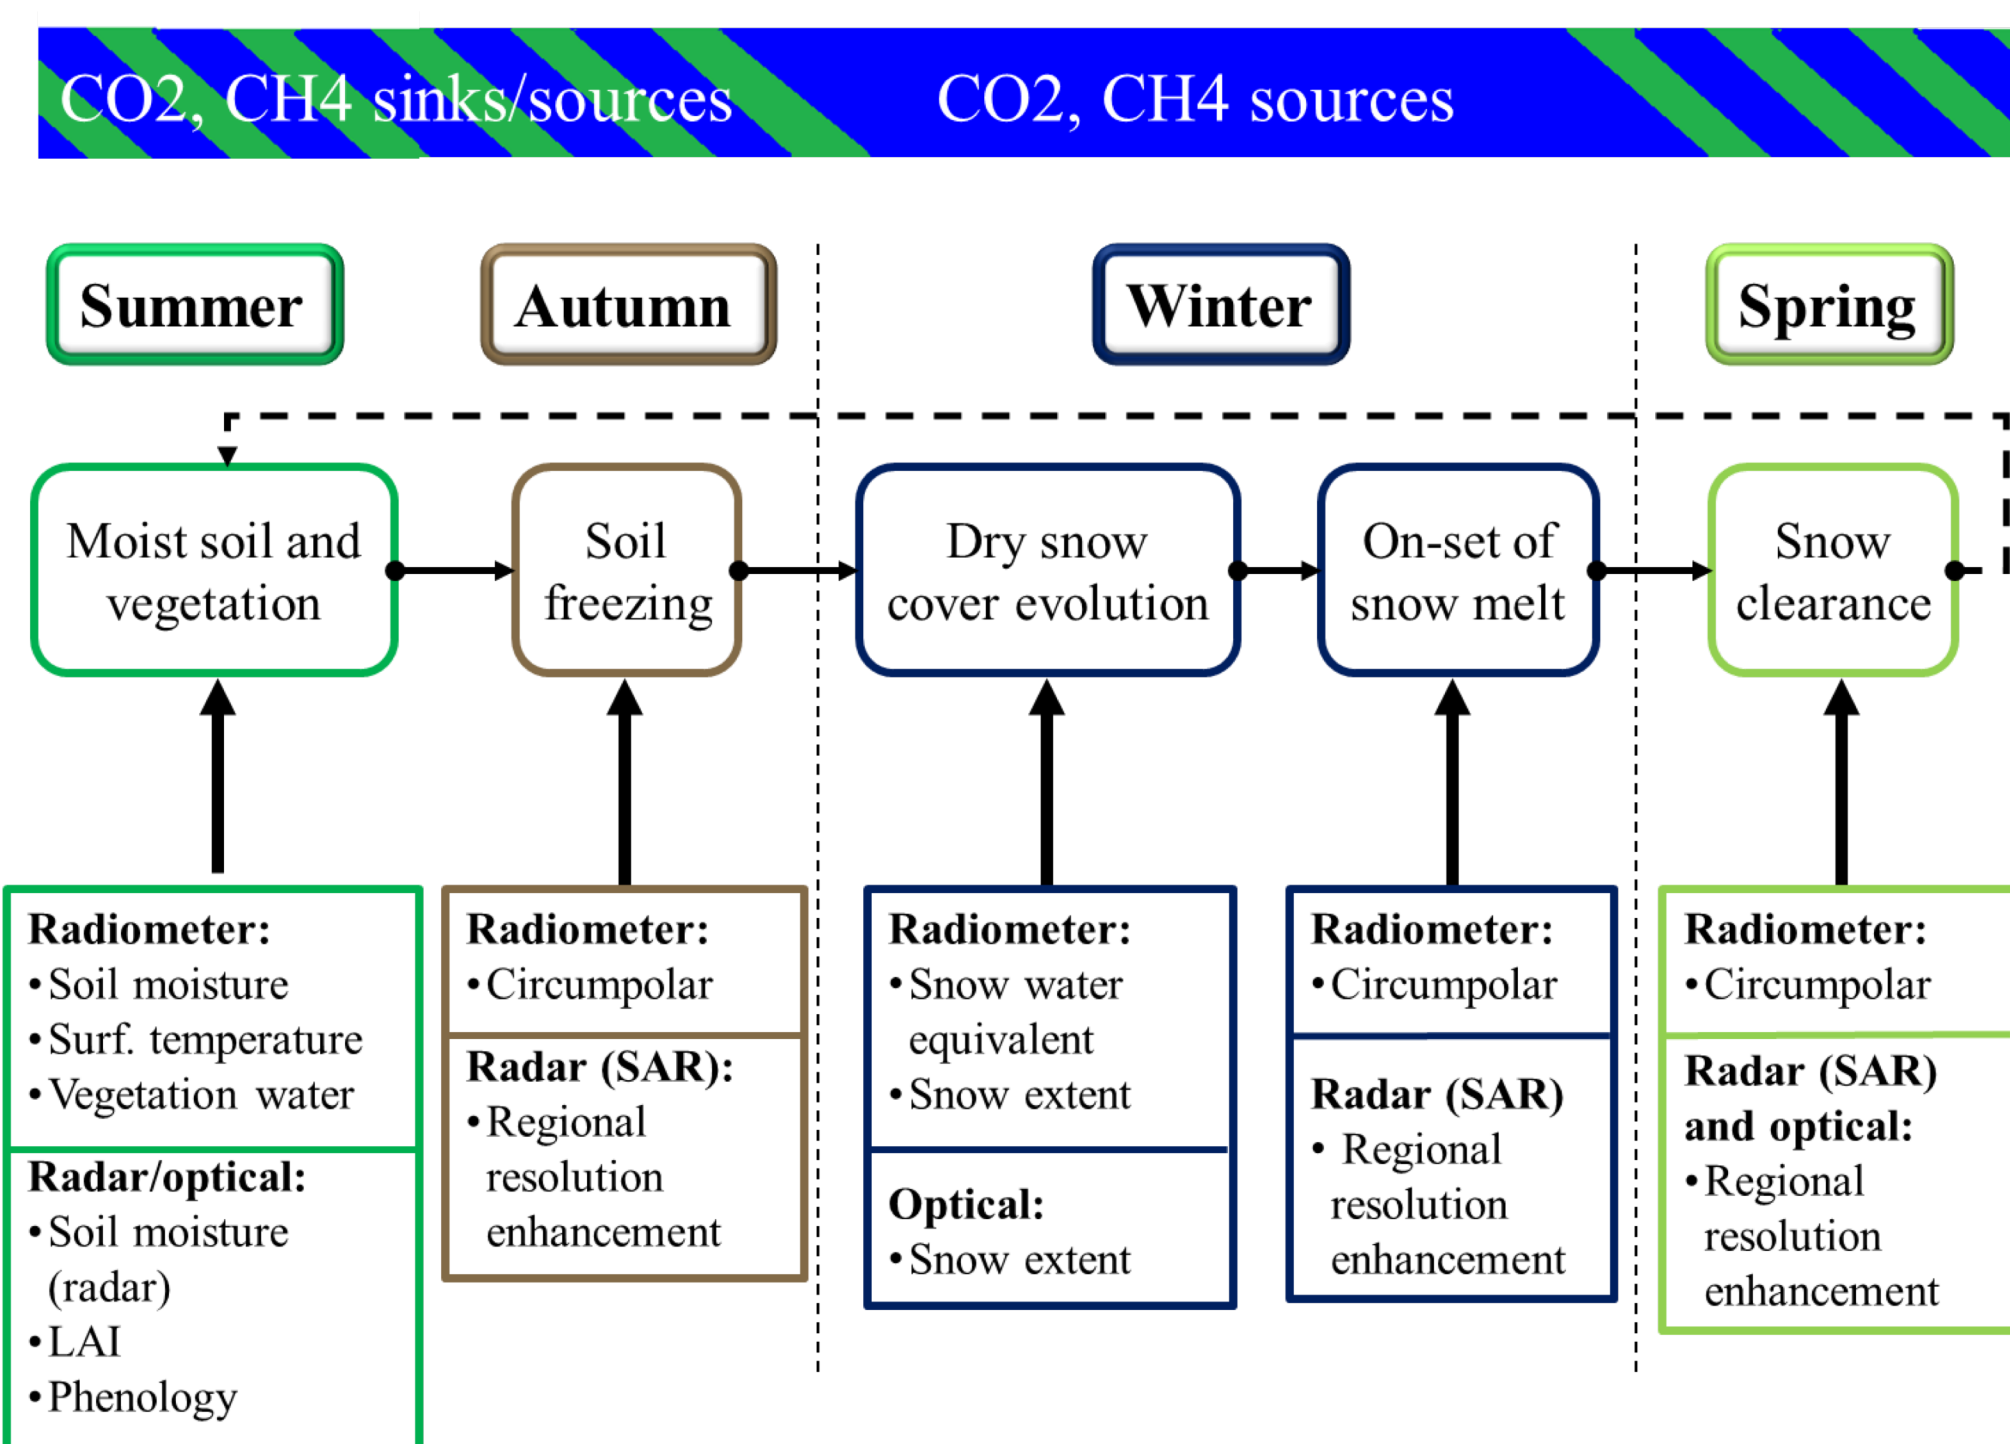 CO2, CH4 sinks/sources
CO2, CH4 sources
Summer
Autumn
Winter
Spring
Moist soil and
vegetation
Soil
freezing
Dry snow
cover evolution
On-set of
snow melt
Snow
clearance
Radiometer:
•Soil moisture
•Surf. temperature
•Vegetation water
Radar/optical:
•Soil moisture
(radar)
•LAI
•Phenology
Radiometer:
•Circumpolar
Radar (SAR):
•Regional
resolution
enhancement
Radiometer:
•Snow water
equivalent
•Snow extent
Optical:
•Snow extent
Radiometer:
•Circumpolar
Radar (SAR)
• Regional
resolution
enhancement
Radiometer:
•Circumpolar
Radar (SAR)
and optical:
•Regional
resolution
enhancement